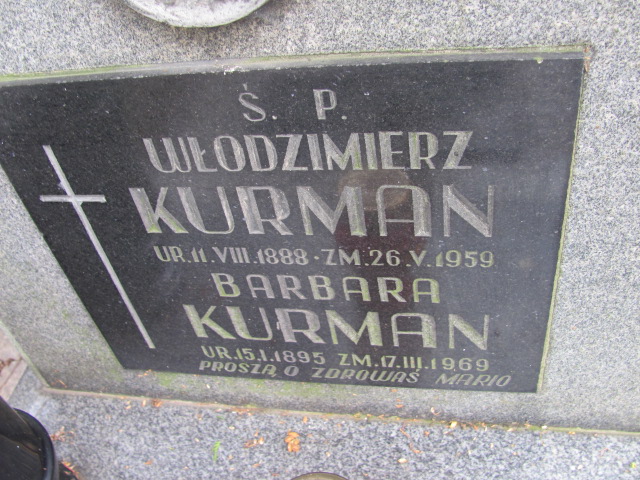 Ś. P.
WŁODZIMIERZ
KURMAN
UR.11.VIII.1888 · ZM.26.V.1959
BARBARA
KURMAN
UR.15.I.1895 ZM.17.III.1969
PROSZĄ O ZDROWAŚ MARIO